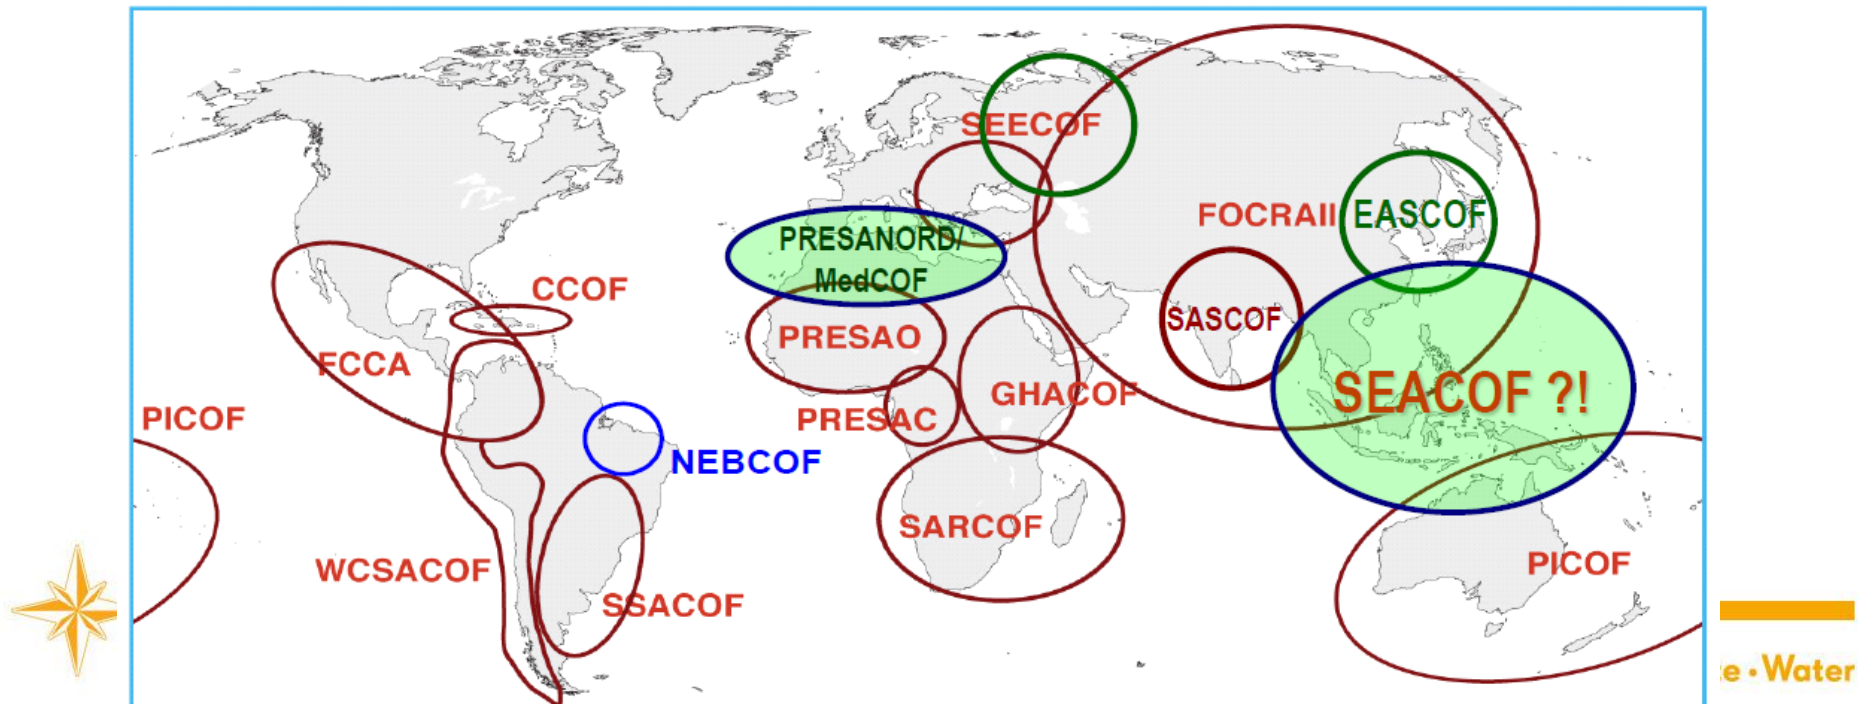 SEECOF
FOCRAII
EASCOF
PRESANORD/
MedCOF
CCOF
SASCOF
PRESAO
FCCA
SEACOF ?!
GHACOF
PICOF
PRESAC
NEBCOF
SARCOF
WCSACOF
PICOF
SSACOF
e • Water